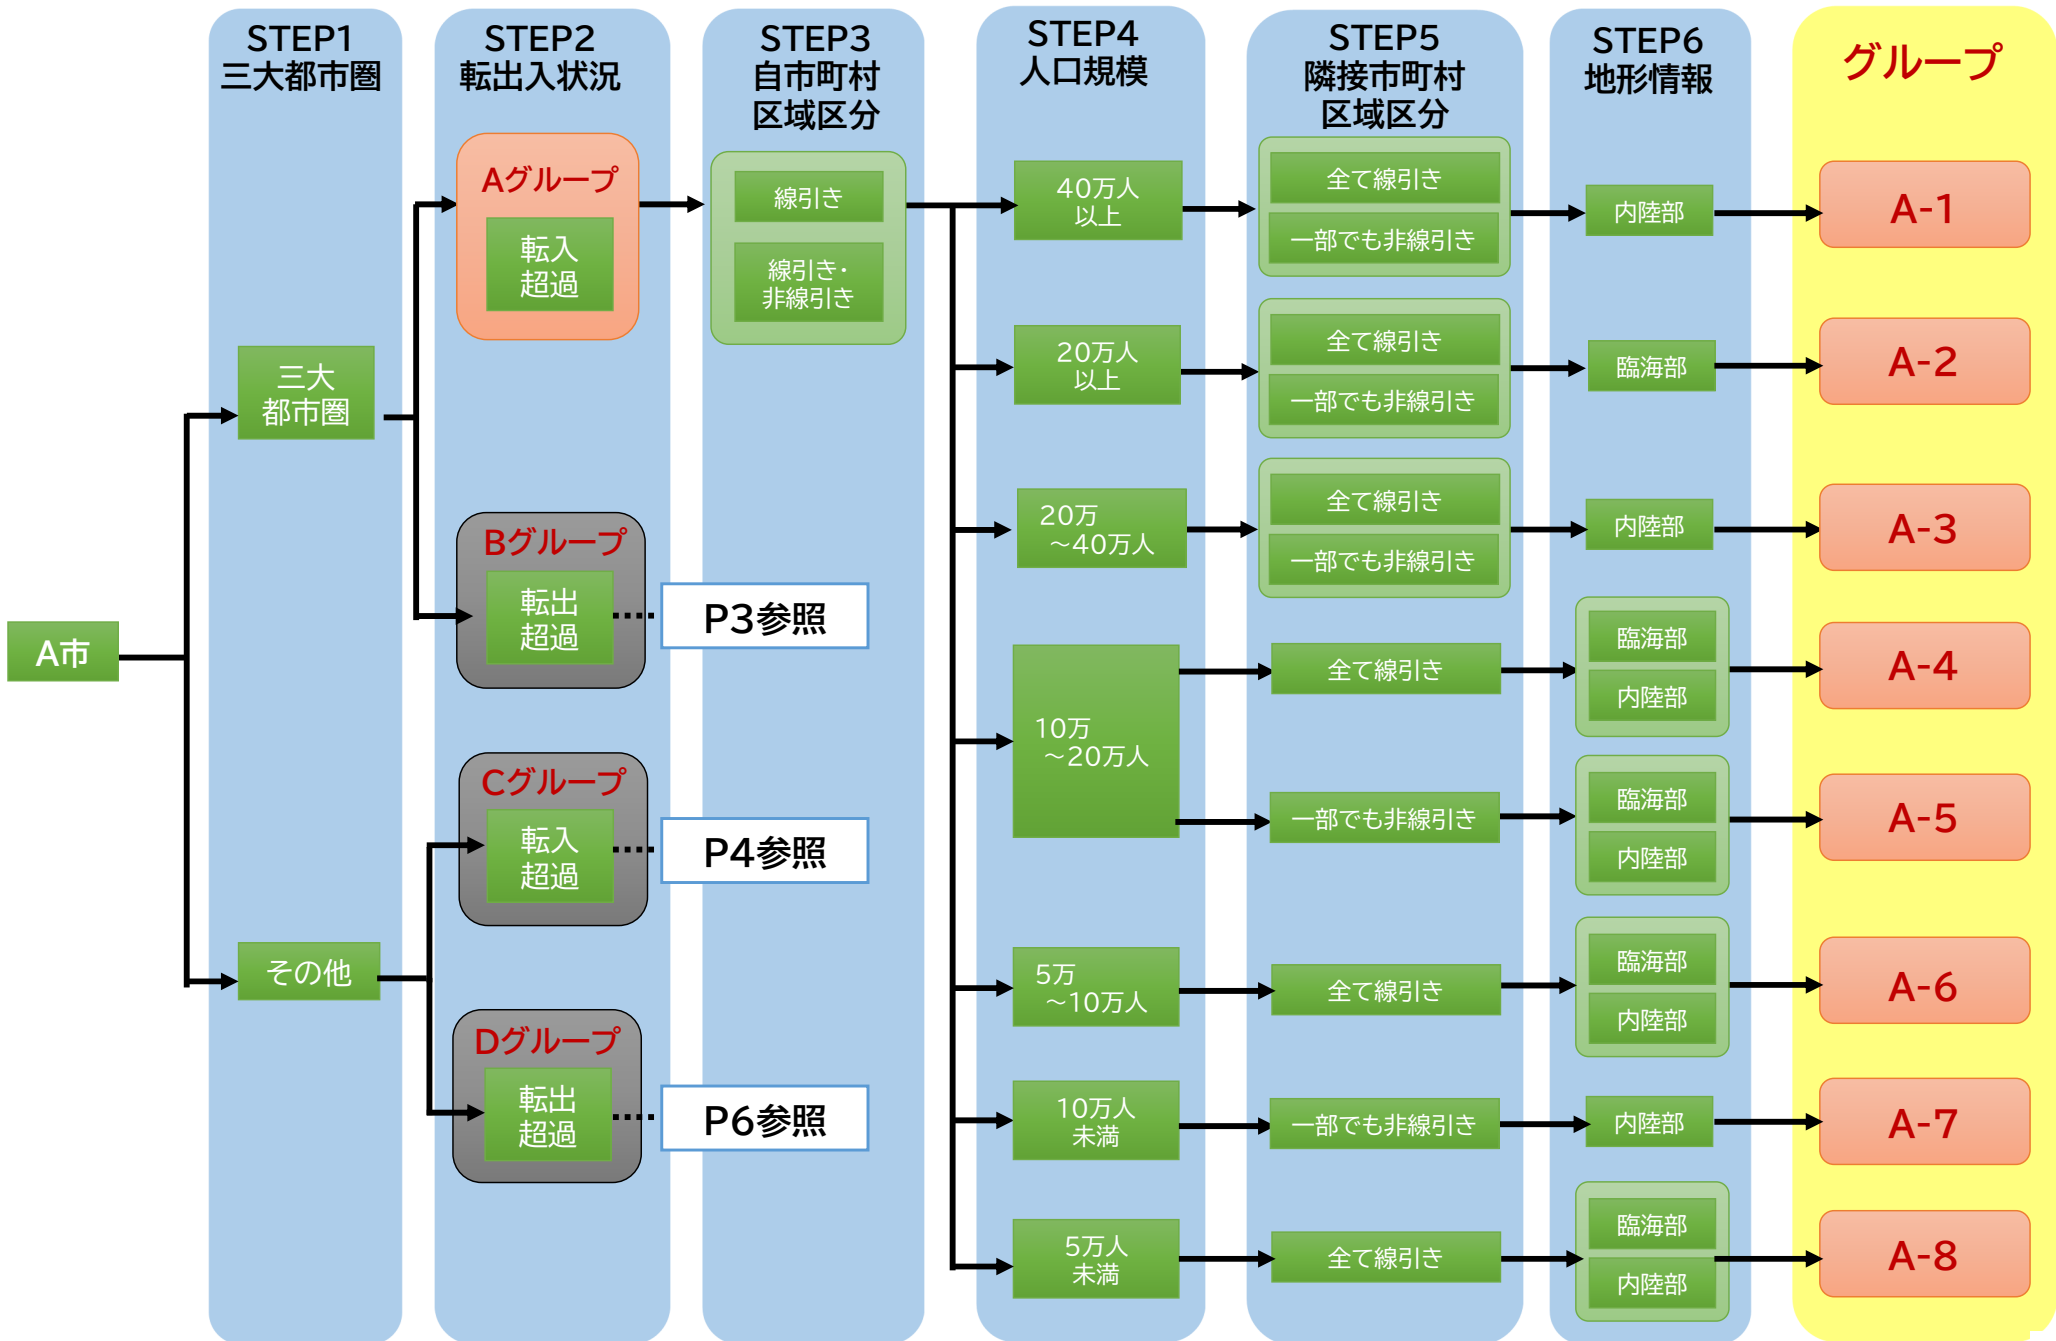 STEP1
三大都市圏
STEP2
転出入状況
STEP3
自市町村
区域区分
STEP4
人口規模
STEP5
隣接市町村
区域区分
STEP6
地形情報
グループ
A市
三大
都市圏
その他
Aグループ
転入
超過
Bグループ
転出
超過
P3参照
Cグループ
転入
超過
P4参照
Dグループ
転出
超過
P6参照
線引き
線引き・
非線引き
40万人
以上
全て線引き
一部でも非線引き
内陸部
A-1
20万人
以上
全て線引き
一部でも非線引き
臨海部
A-2
20万
～40万人
全て線引き
一部でも非線引き
内陸部
A-3
10万
～20万人
全て線引き
臨海部
内陸部
A-4
一部でも非線引き
臨海部
内陸部
A-5
5万
～10万人
全て線引き
臨海部
内陸部
A-6
10万人
未満
一部でも非線引き
内陸部
A-7
5万人
未満
全て線引き
臨海部
内陸部
A-8